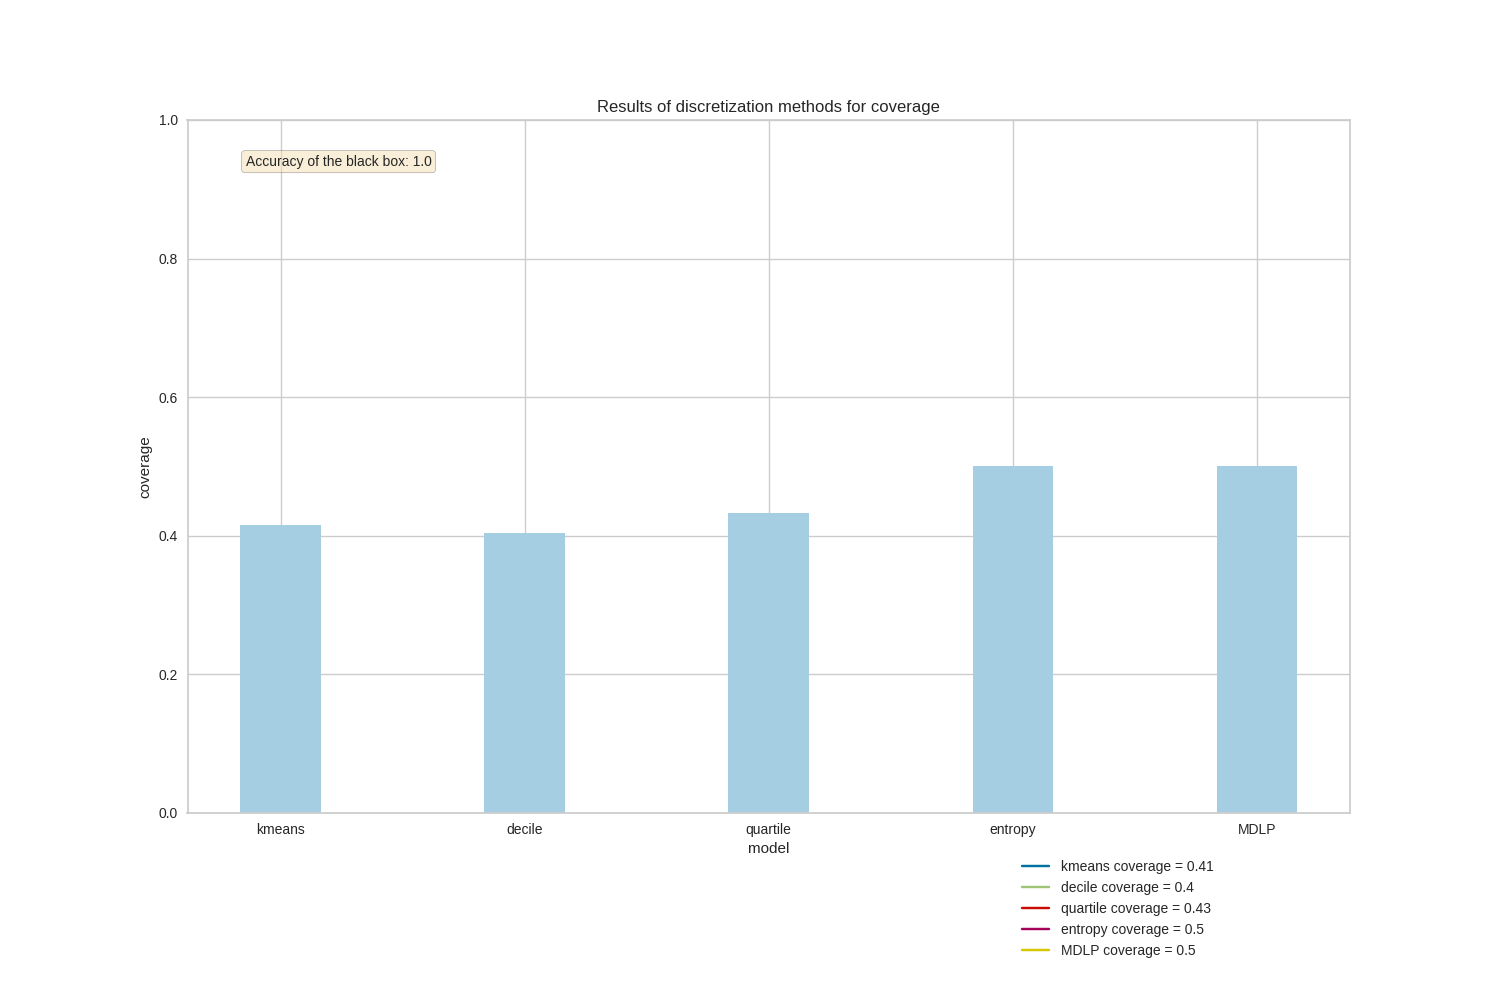 Results of discretization methods for coverage
1.0
Accuracy of the black box: 1.0
0.8
0.6
coverage
0.4
0.2
0.0
kmeans decile quartile entropy MDLP
model
kmeans coverage = 0.41
decile coverage = 0.4
quartile coverage = 0.43
entropy coverage = 0.5
MDLP coverage = 0.5